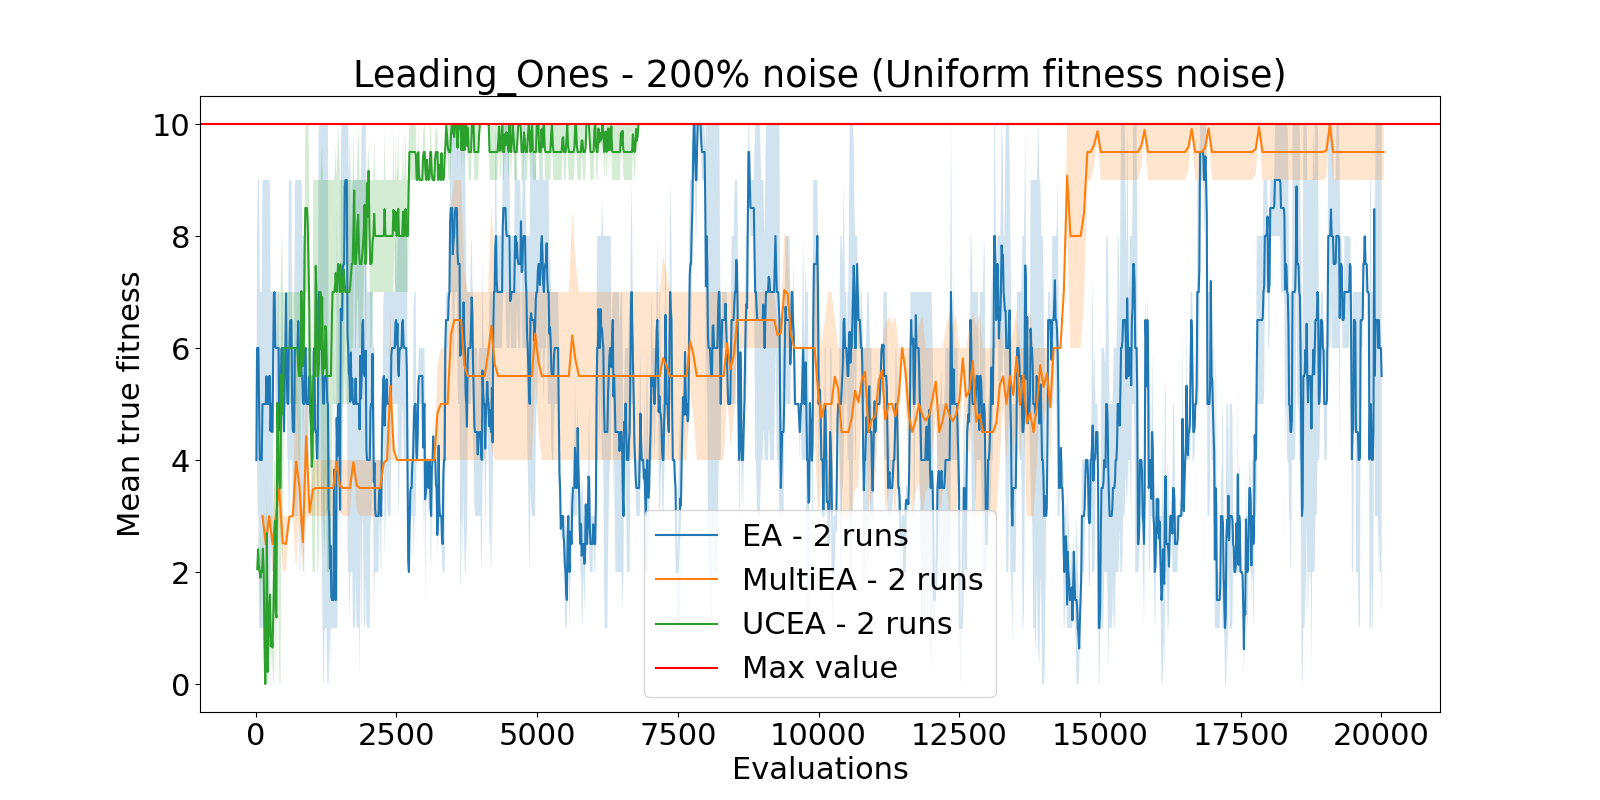 Leading_Ones - 200% noise (Uniform fitness noise)
Mean true fitness
10
8
6
4
2
0
EA - 2 runs
MultiEA - 2 runs
UCEA - 2 runs
Max value
0 2500 5000 7500 10000 12500 15000 17500 20000
Evaluations